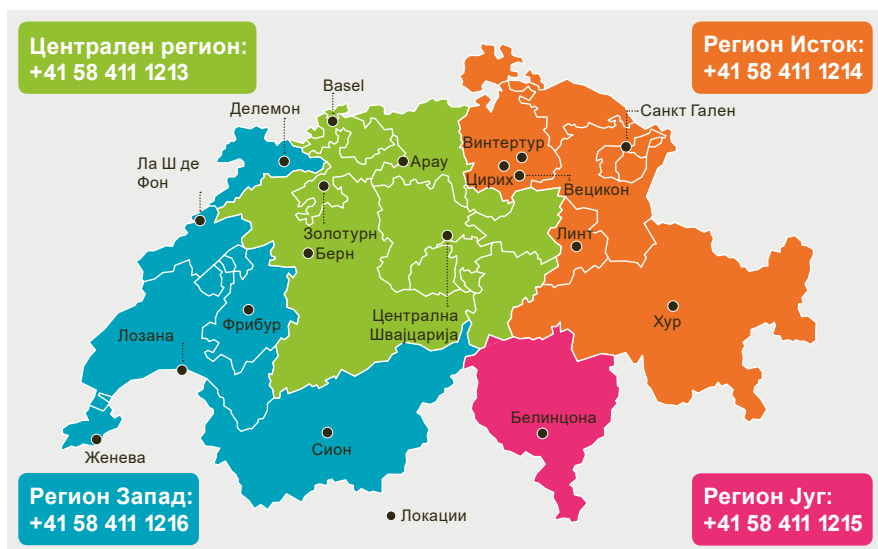 Централен регион:
+41 58 411 1213
Регион Исток:
+41 58 411 1214
Basel
Делемон
Санкт Гален
Винтертур
Ла Ш де
Фон
Арау
Цирих
Вецикон
Золотурн
Берн
Линт
Централна
Швајцарија
Фрибур
Хур
Лозана
Белинцона
Сион
Женева
Регион Запад:
+41 58 411 1216
Локации
Регион Југ:
+41 58 411 1215